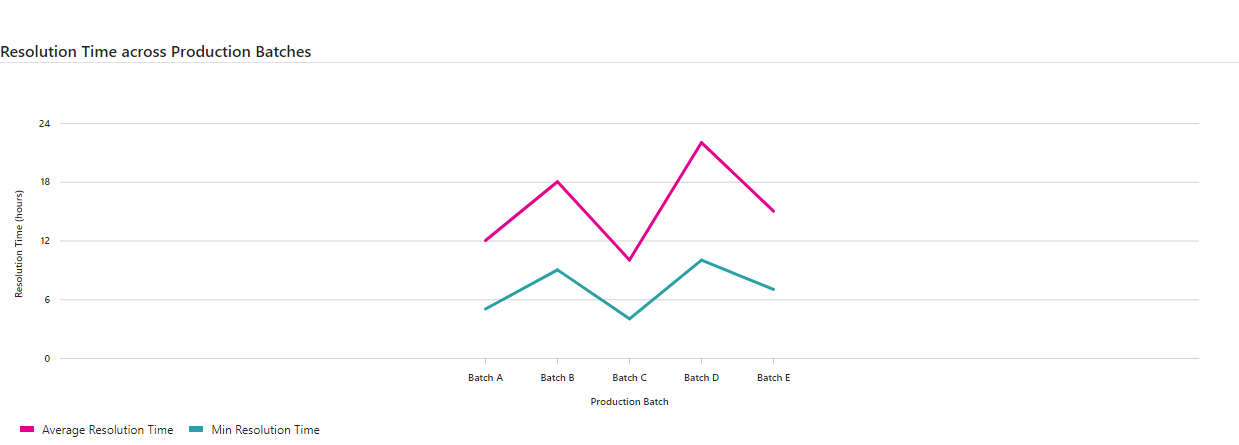 Resolution Time across Production Batches
24
18
12
6
0
Resolution Time (hours)
Batch A Batch B Batch C Batch D Batch E
Production Batch
Average Resolution Time Min Resolution Time